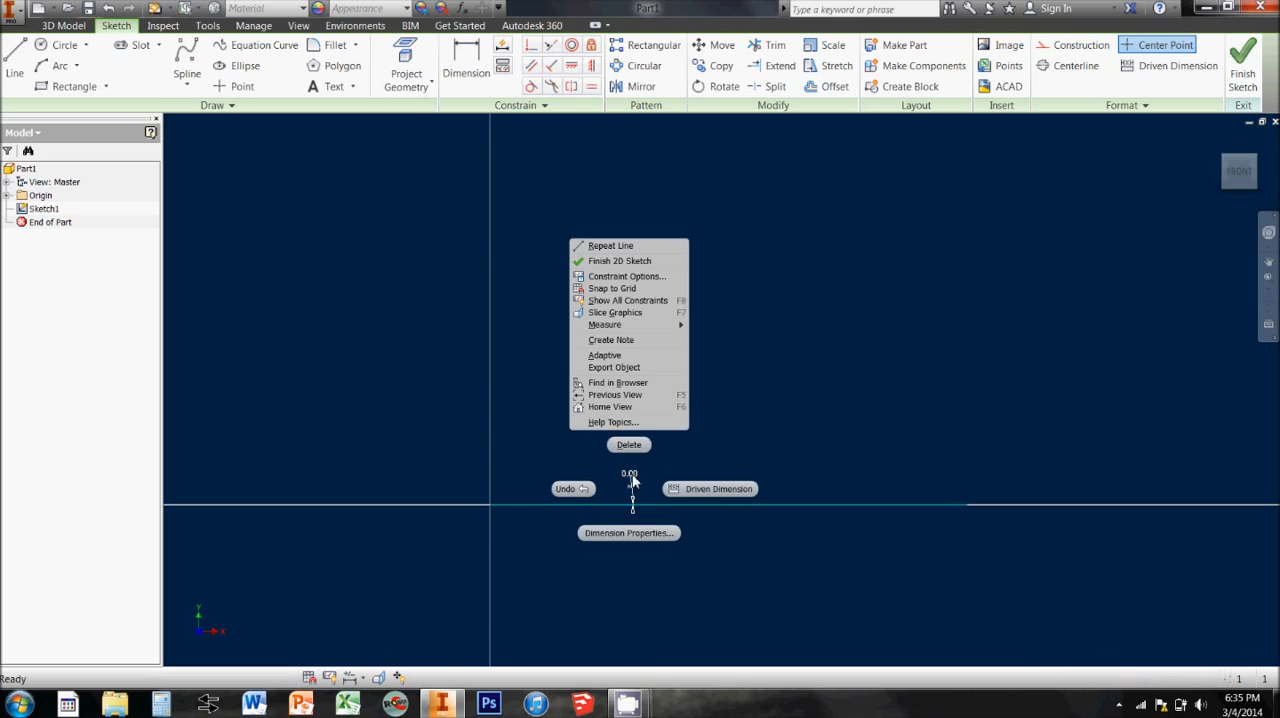 PRO
Material
Appearance
Part1
Type a keyword or phrase
Sign In
3D Model
Sketch
Inspect
Tools
Manage
View
Environments
BIM
Get Started
Autodesk 360
Line
Circle
Arc
Rectangle
Slot
Spline
Equation Curve
Ellipse
Point
Fillet
Polygon
Text
Project
Geometry
Draw
Dimension
Constrain
Rectangular
Circular
Mirror
Pattern
Move
Copy
Rotate
Trim
Extend
Split
Scale
Stretch
Offset
Modify
Make Part
Make Components
Create Block
Layout
Image
Points
ACAD
Insert
Construction
Centerline
Center Point
Driven Dimension
Format
Finish
Sketch
Exit
Model
Part1
View: Master
Origin
Sketch1
End of Part
FRONT
Repeat Line
Finish 2D Sketch
Constraint Options...
Snap to Grid
Show All Constraints F8
Slice Graphics F7
Measure
Create Note
Adaptive
Export Object
Find in Browser
Previous View F5
Home View F6
Help Topics...
Delete
0.00
Undo
Driven Dimension
Dimension Properties...
Y
X
Ready
1 1
6:35 PM
3/4/2014